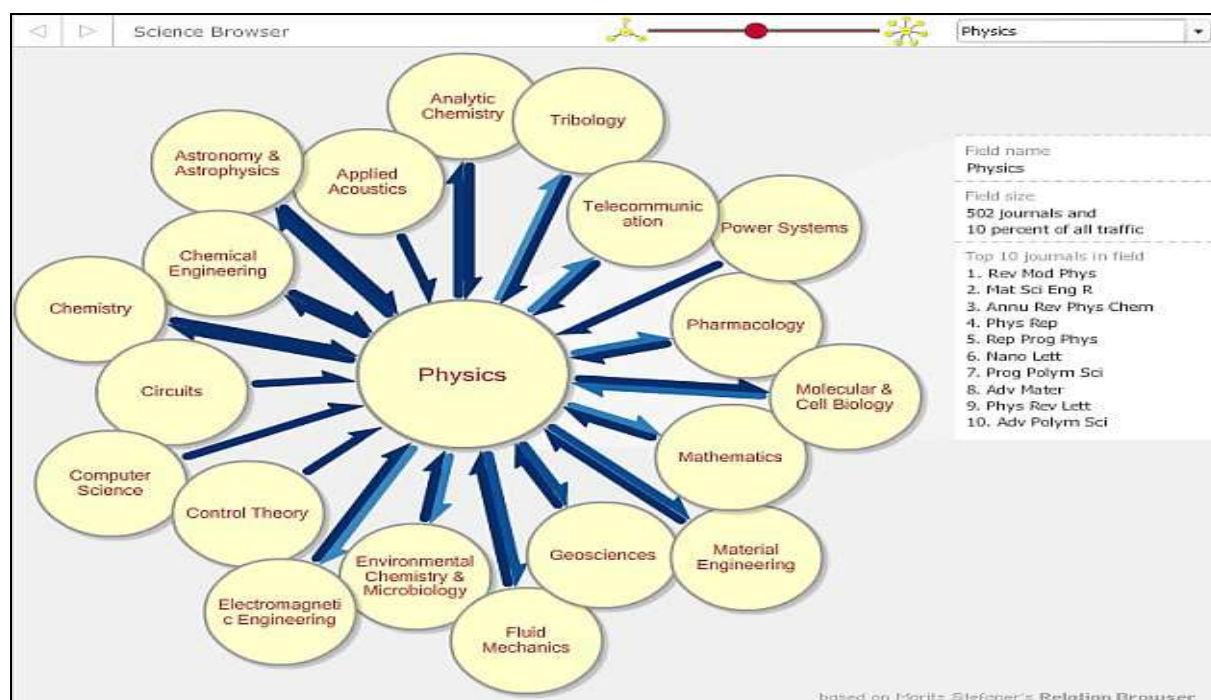 Science Browser
Physics
Analytic
Chemistry
Tribology
Astronomy &
Astrophysics
Applied
Acoustics
Telecommunic
ation
Power Systems
Chemical
Engineering
Chemistry
Pharmacology
Physics
Circuits
Molecular &
Cell Biology
Mathematics
Computer
Science
Control Theory
Geosciences
Material
Engineering
Environmental
Chemistry &
Microbiology
Electromagneti
c Engineering
Fluid
Mechanics
Field name
Physics
Field size
502 journals and
10 percent of all traffic
Top 10 journals in field
1. Rev Mod Phys
2. Mat Sci Eng R
3. Annu Rev Phys Chem
4. Phys Rep
5. Rep Prog Phys
6. Nano Lett
7. Prog Polym Sci
8. Adv Mater
9. Phys Rev Lett
10. Adv Polym Sci
based on Moritz Stefaner's Relation Browser